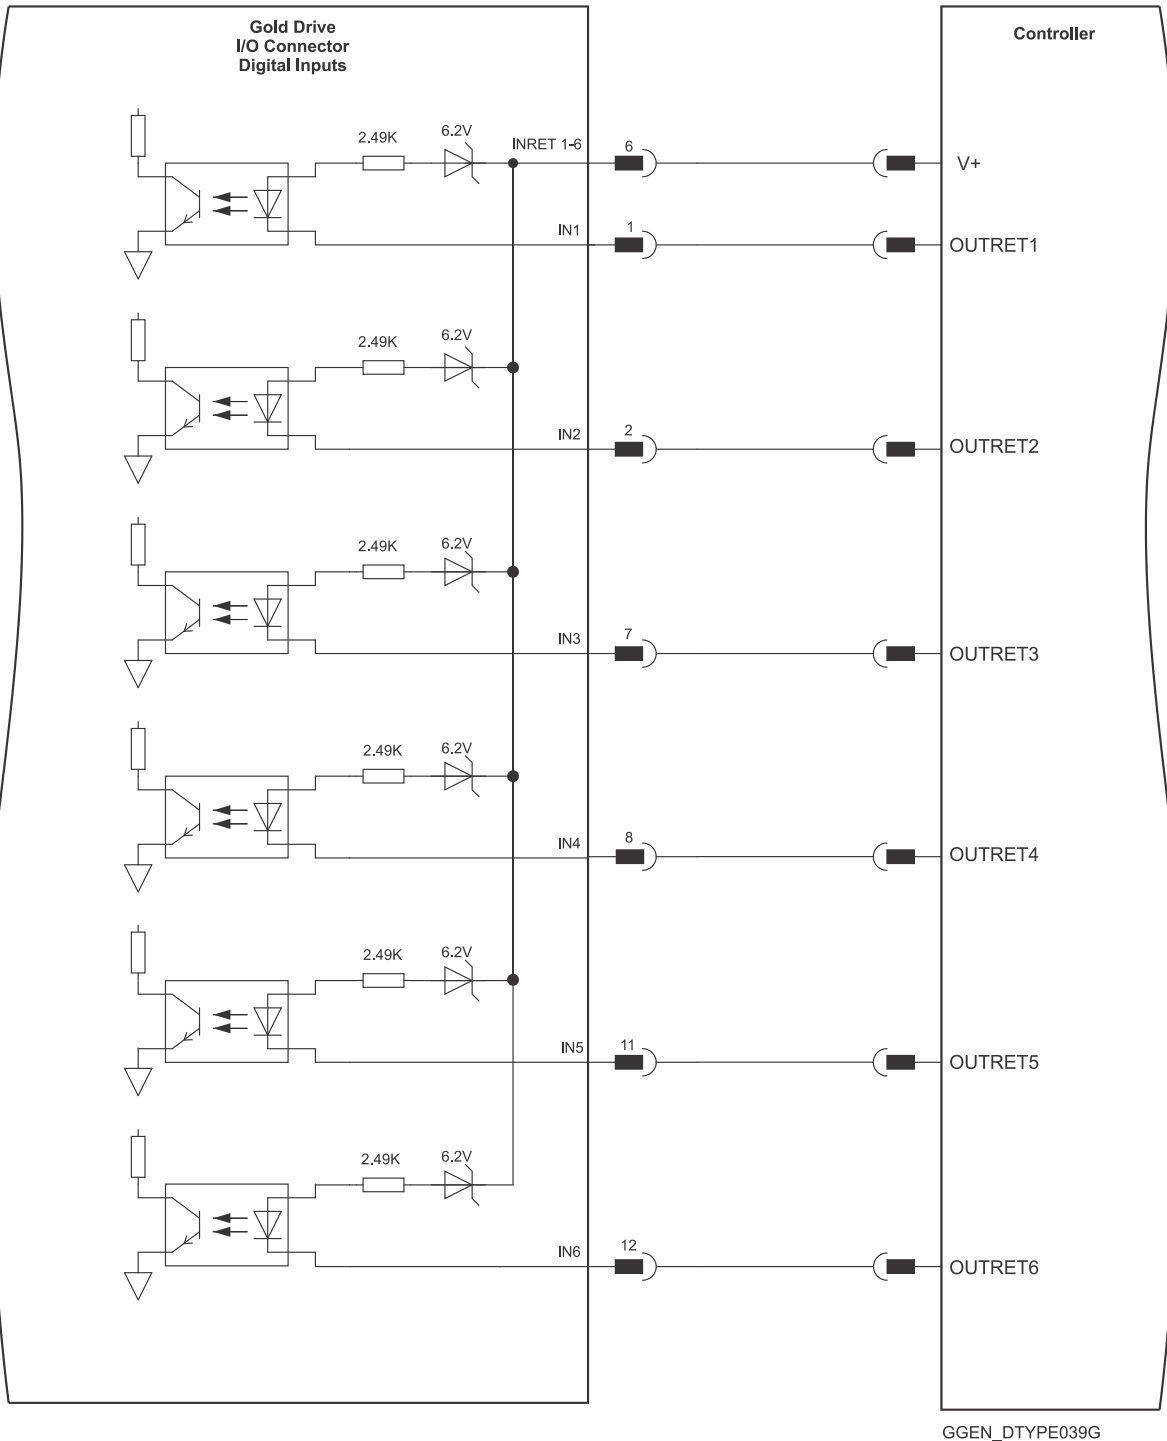 Gold Drive
I/O Connector
Digital Inputs
Controller
2.49K
6.2V
INRET 1-6
6
V+
IN1
1
OUTRET1
2.49K
6.2V
IN2
2
OUTRET2
2.49K
6.2V
IN3
7
OUTRET3
2.49K
6.2V
IN4
8
OUTRET4
2.49K
6.2V
IN5
11
OUTRET5
2.49K
6.2V
IN6
12
OUTRET6
GGEN_DTYPE039G